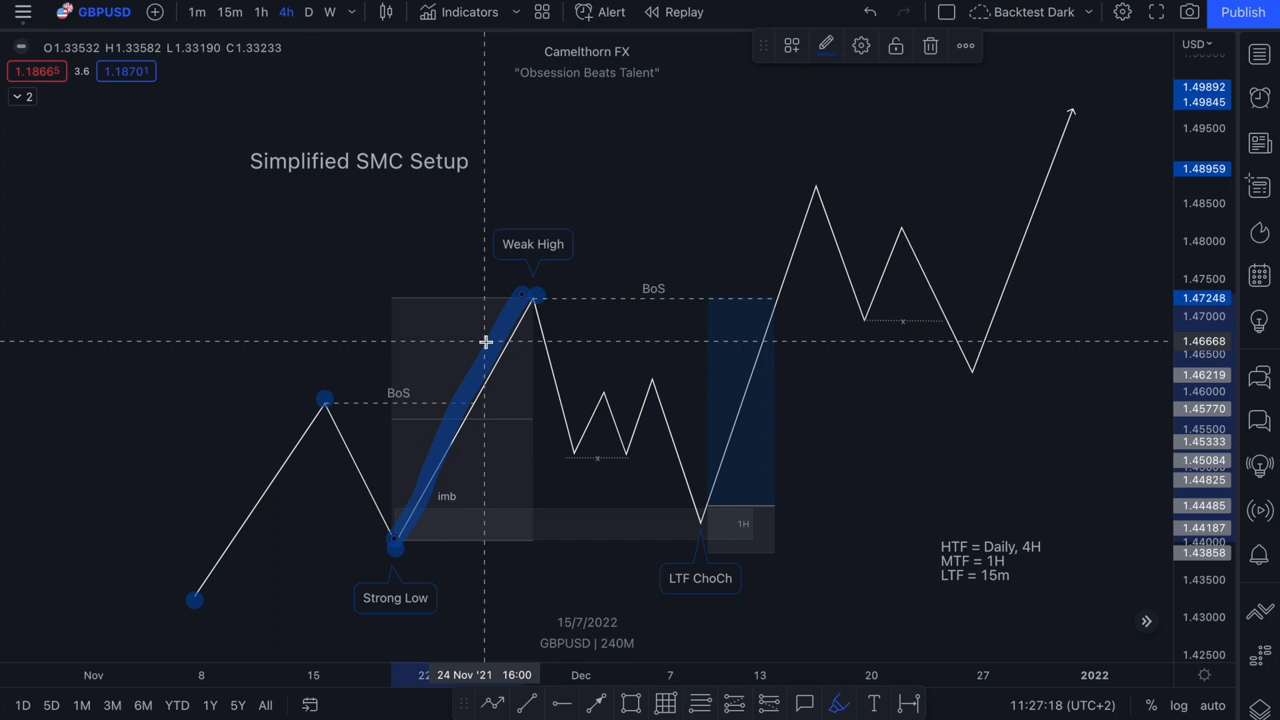 GBPUSD 1m 15m 1h 4h D W Indicators Alert Replay Backtest Dark Publish
O1.33532 H1.33582 L1.33190 C1.33233
1.18665 3.6 1.18701
2
Camelthorn FX
"Obsession Beats Talent"
USD
Simplified SMC Setup
Weak High
BoS
BoS
imb
x
x
1H
LTF ChoCh
Strong Low
HTF = Daily, 4H
MTF = 1H
LTF = 15m
15/7/2022
GBPUSD | 240M
1.49892
1.49845
1.49500
1.48959
1.48500
1.48000
1.47500
1.47248
1.47000
1.46668
1.46500
1.46219
1.46000
1.45770
1.45500
1.45333
1.45084
1.44825
1.44485
1.44187
1.44000
1.43858
1.43500
1.43000
1.42500
Nov 8 15 22 24 Nov '21 16:00 Dec 7 13 20 27 2022
1D 5D 1M 3M 6M YTD 1Y 5Y All T 11:27:18 (UTC+2) % log auto